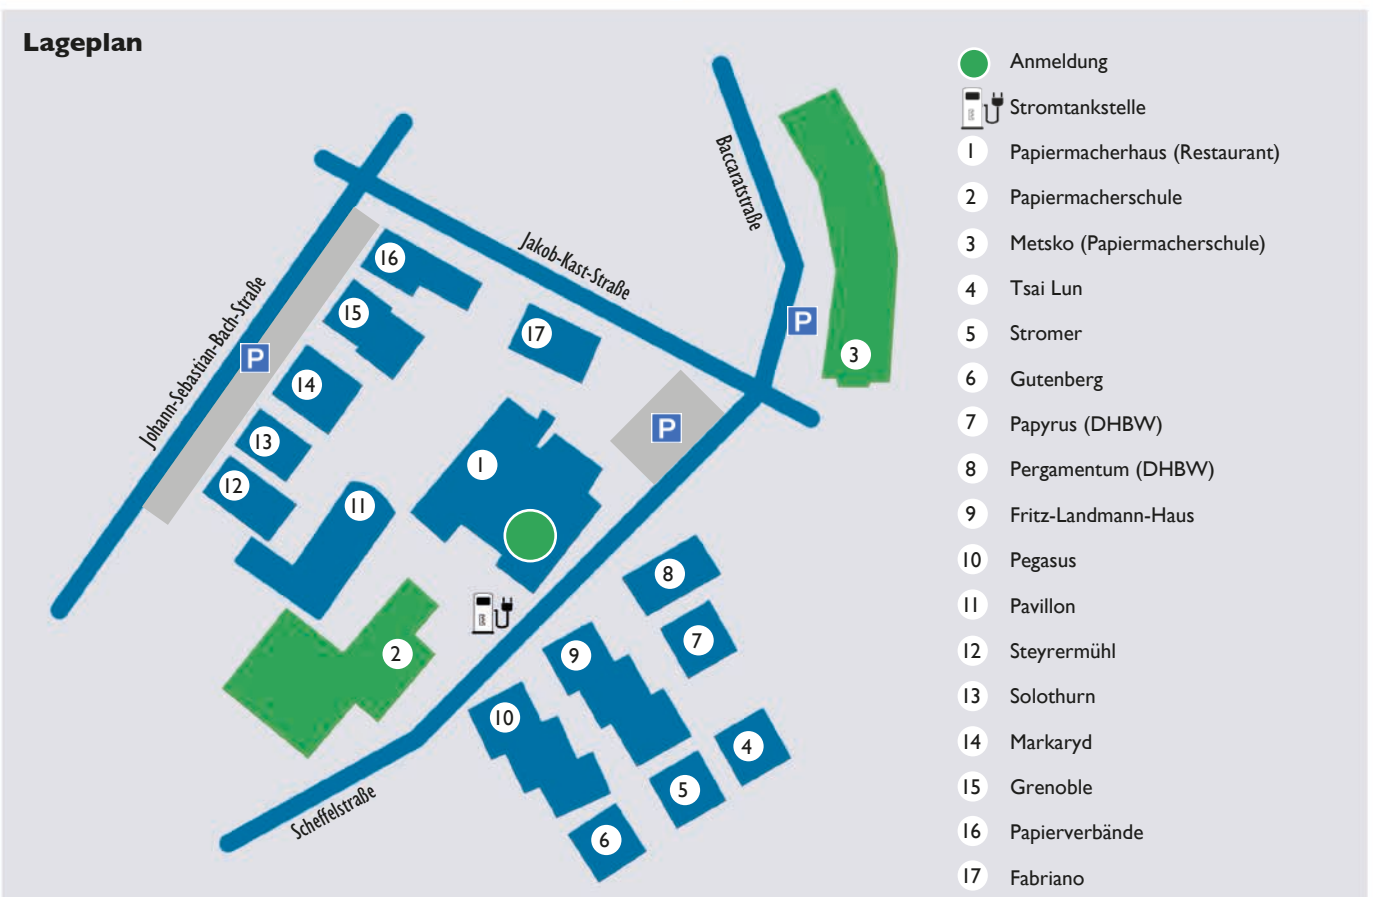 Lageplan
Baccaratstraße
Jakob-Kast-Straße
Johann-Sebastian-Bach-Straße
Scheffelstraße
P
P
P
16
15
17
14
13
12
11
1
3
2
8
7
9
10
4
5
6
Anmeldung
Stromtankstelle
1 Papiermacherhaus (Restaurant)
2 Papiermacherschule
3 Metsko (Papiermacherschule)
4 Tsai Lun
5 Stromer
6 Gutenberg
7 Papyrus (DHBW)
8 Pergamentum (DHBW)
9 Fritz-Landmann-Haus
10 Pegasus
11 Pavillon
12 Steyrermühl
13 Solothurn
14 Markaryd
15 Grenoble
16 Papierverbände
17 Fabriano